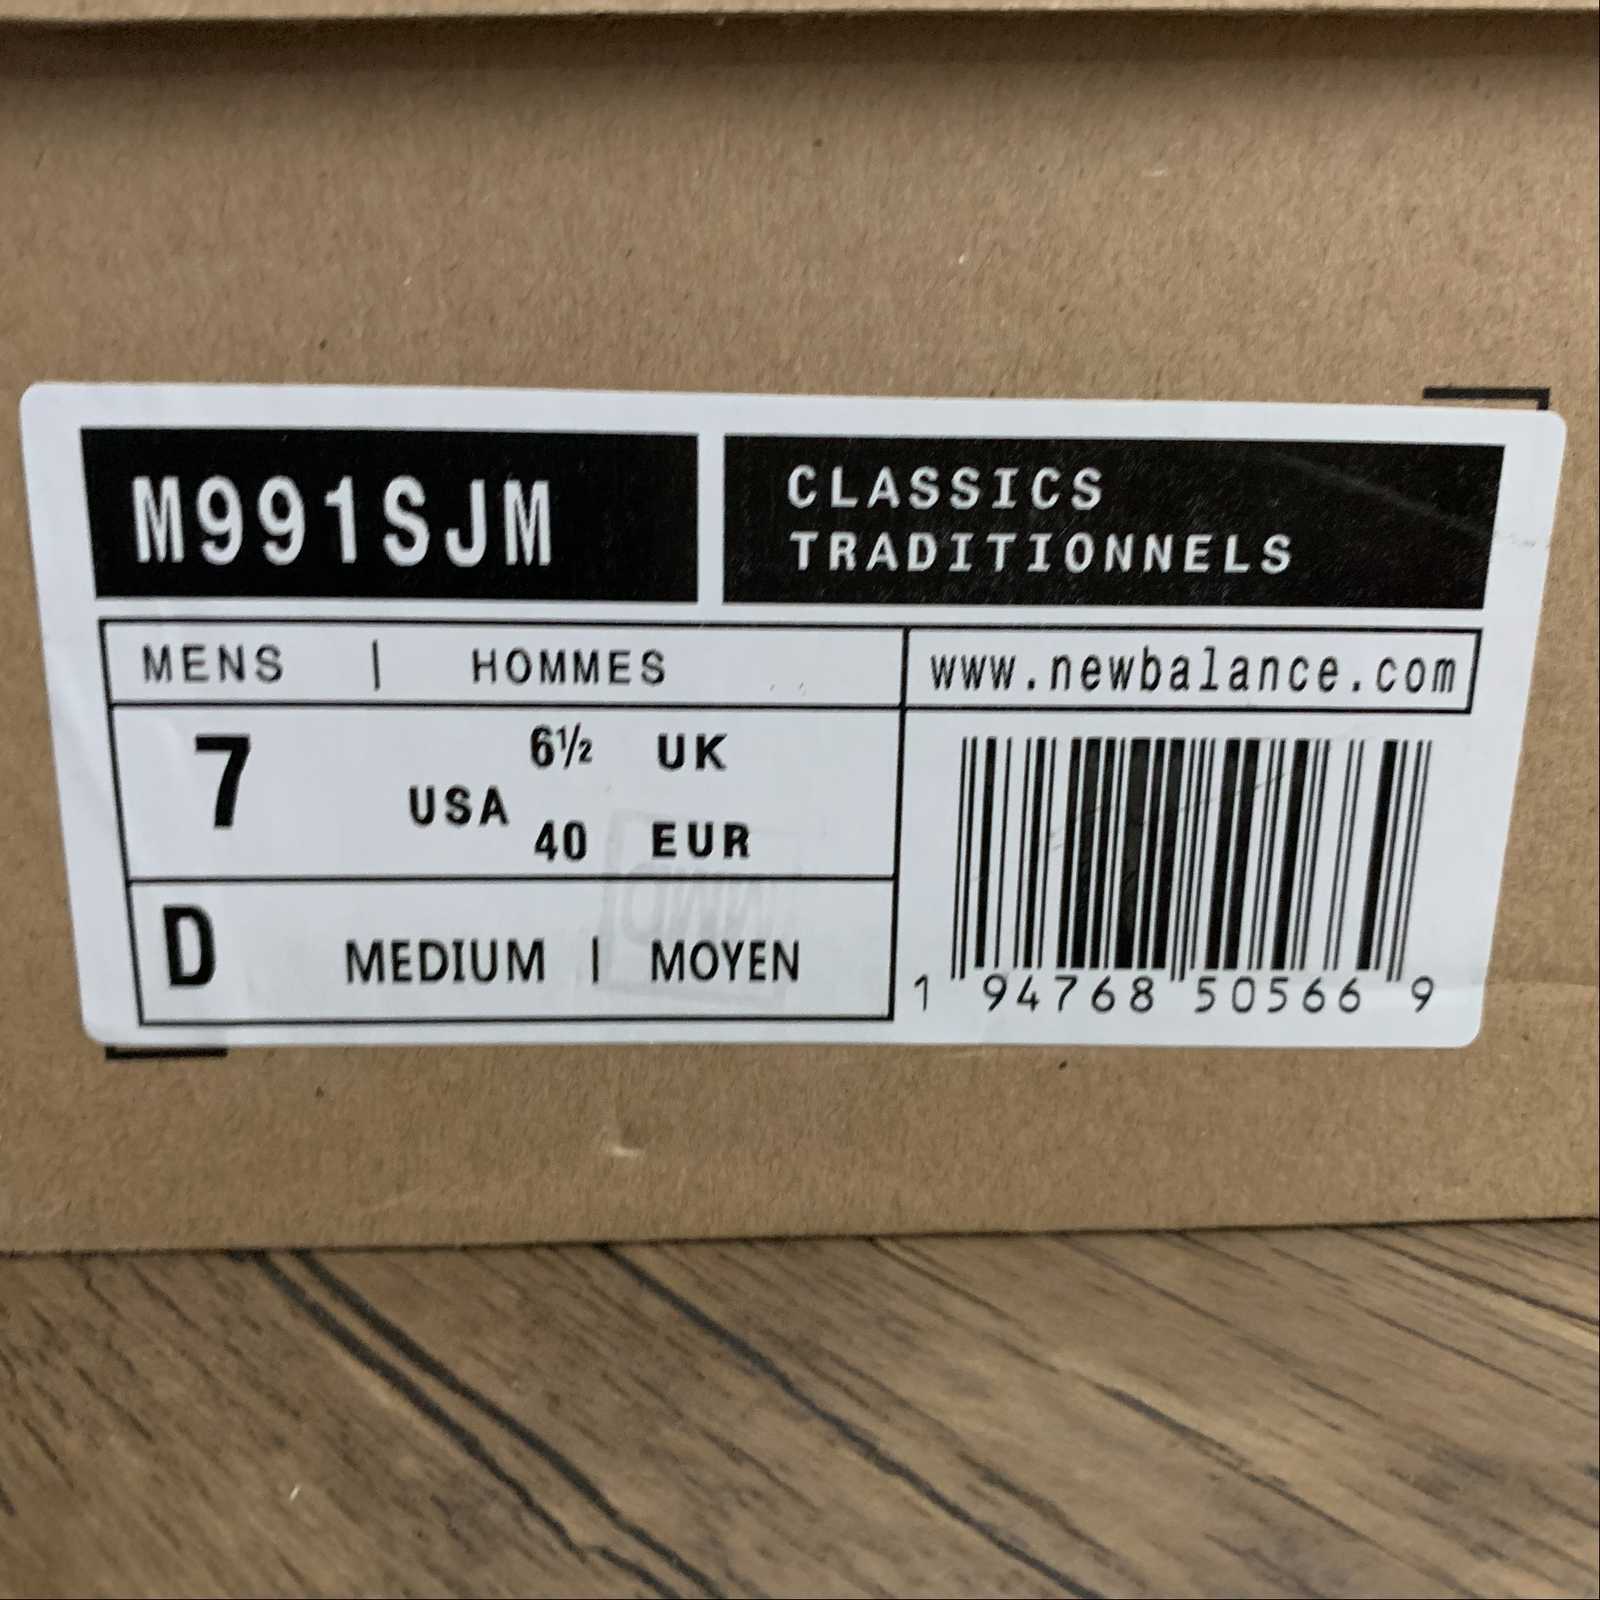 M991SJM
CLASSICS
TRADITIONNELS
MENS | HOMMES
www.newbalance.com
7 USA
6½ UK
40 EUR
D MEDIUM | MOYEN
1 94768 50566 9